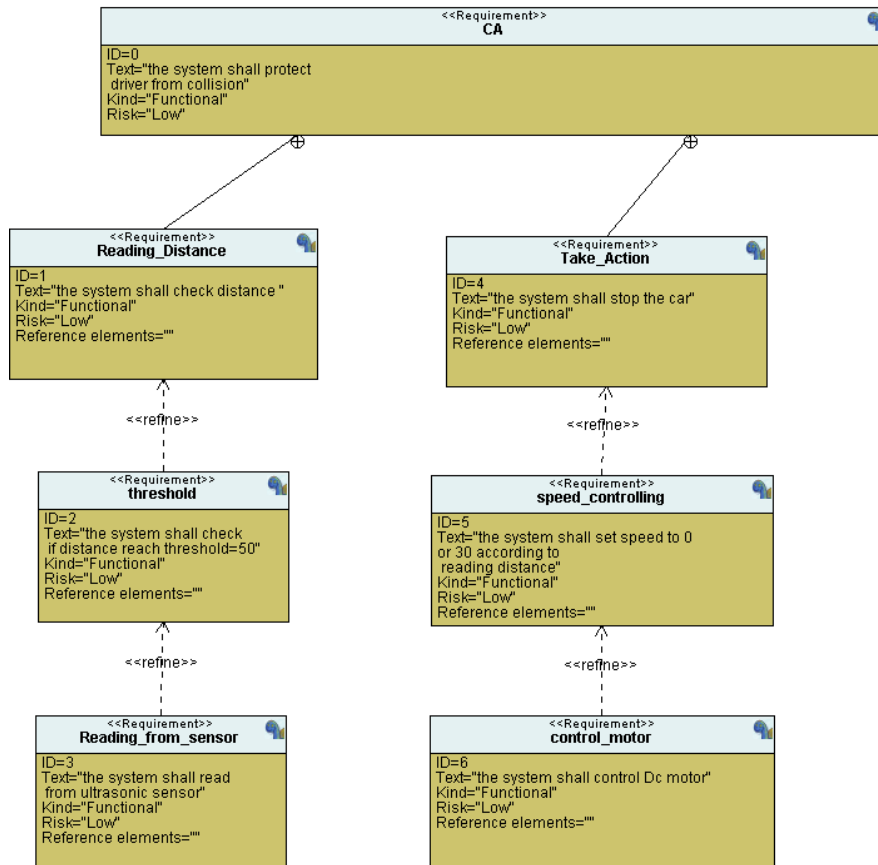 <<Requirement>>
CA
ID=0
Text="the system shall protect
driver from collision"
Kind="Functional"
Risk="Low"
<<Requirement>>
Reading_Distance
ID=1
Text="the system shall check distance "
Kind="Functional"
Risk="Low"
Reference elements=""
<<Requirement>>
Take_Action
ID=4
Text="the system shall stop the car"
Kind="Functional"
Risk="Low"
Reference elements=""
<<refine>>
<<refine>>
<<Requirement>>
threshold
ID=2
Text="the system shall check
if distance reach threshold=50"
Kind="Functional"
Risk="Low"
Reference elements=""
<<Requirement>>
speed_controlling
ID=5
Text="the system shall set speed to 0
or 30 according to
reading distance"
Kind="Functional"
Risk="Low"
Reference elements=""
<<refine>>
<<refine>>
<<Requirement>>
Reading_from_sensor
ID=3
Text="the system shall read
from ultrasonic sensor"
Kind="Functional"
Risk="Low"
Reference elements=""
<<Requirement>>
control_motor
ID=6
Text="the system shall control Dc motor"
Kind="Functional"
Risk="Low"
Reference elements=""